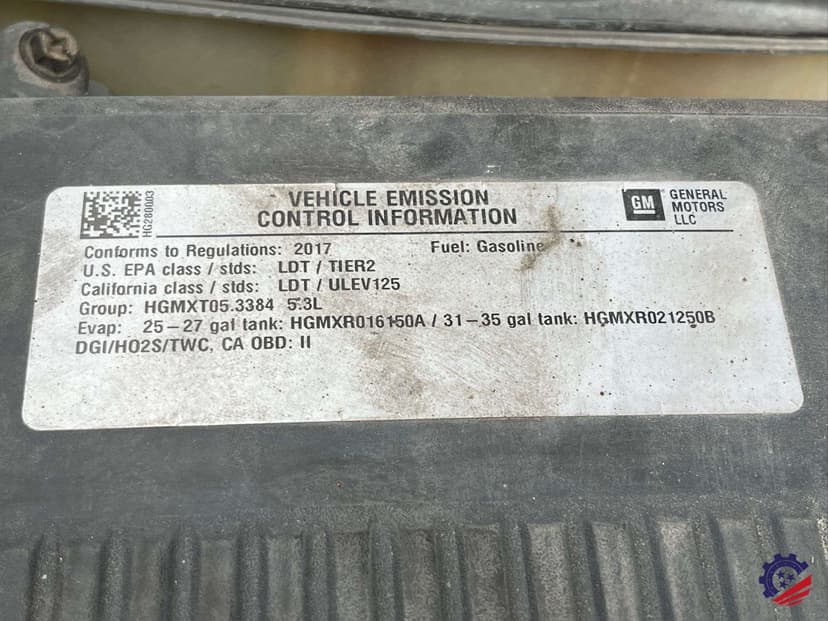 VEHICLE EMISSION
CONTROL INFORMATION
GM
GENERAL
MOTORS
LLC
HG280003
Conforms to Regulations: 2017 Fuel: Gasoline
U.S. EPA class / stds: LDT / TIER2
California class / stds: LDT / ULEV125
Group: HGMXT05.3384 5.3L
Evap: 25-27 gal tank: HGMXR016150A / 31-35 gal tank: HGMXR021250B
DGI/HO2S/TWC, CA OBD: II